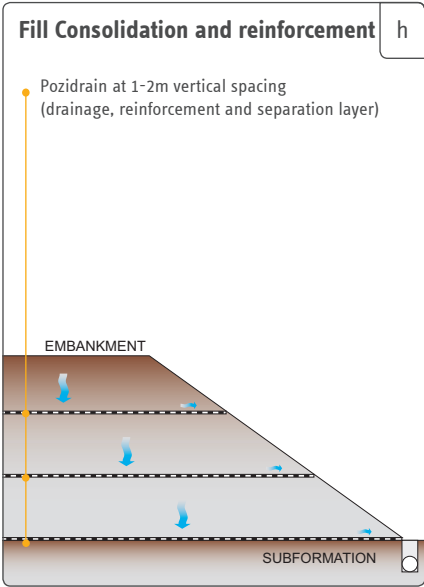 Fill Consolidation and reinforcement
h
Pozidrain at 1-2m vertical spacing
(drainage, reinforcement and separation layer)
EMBANKMENT
SUBFORMATION